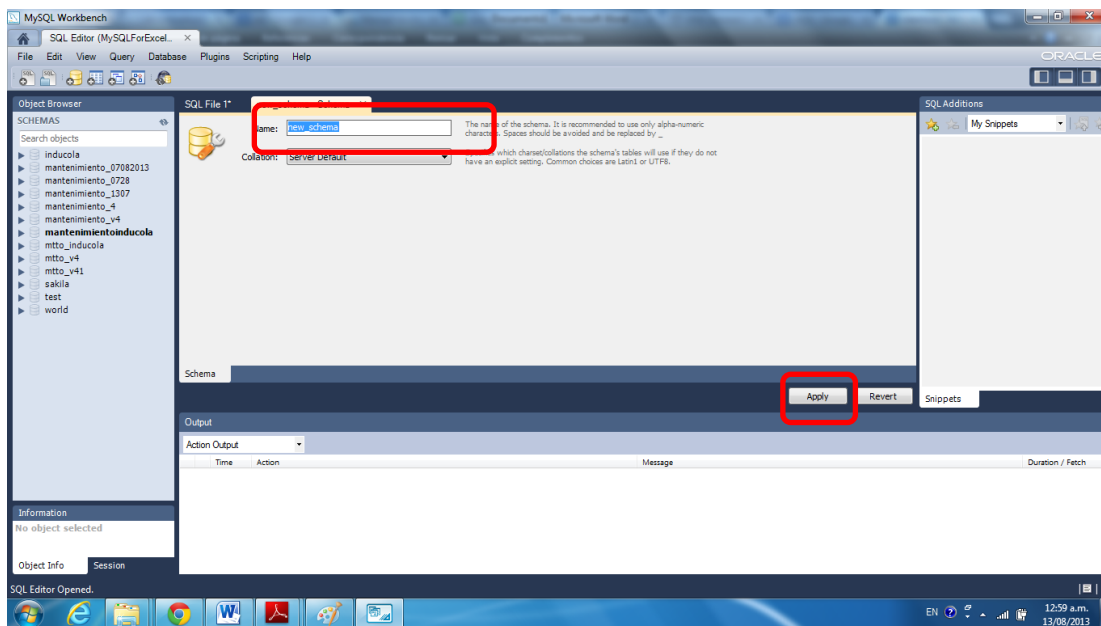 MySQL Workbench
SQL Editor (MySQLForExcel...
File Edit View Query Database Plugins Scripting Help
ORACLE
Object Browser
SCHEMAS
Search objects
inducola
mantenimiento_07082013
mantenimiento_0728
mantenimiento_1307
mantenimiento_4
mantenimiento_v4
mantenimientoinducola
mtto_inducola
mtto_v4
mtto_v41
sakila
test
world
Information
No object selected
Object Info Session
SQL File 1*
Name: new_schema
The name of the schema. It is recommended to use only alpha-numeric
characters. Spaces should be avoided and be replaced by _
Collation: Server Default
which charset/collations the schema's tables will use if they do not
have an explicit setting. Common choices are Latin1 or UTF8.
Schema
Apply Revert
Output
Action Output
Time Action Message Duration / Fetch
SQL Additions
My Snippets
Snippets
SQL Editor Opened.
EN
12:59 a.m.
13/08/2013